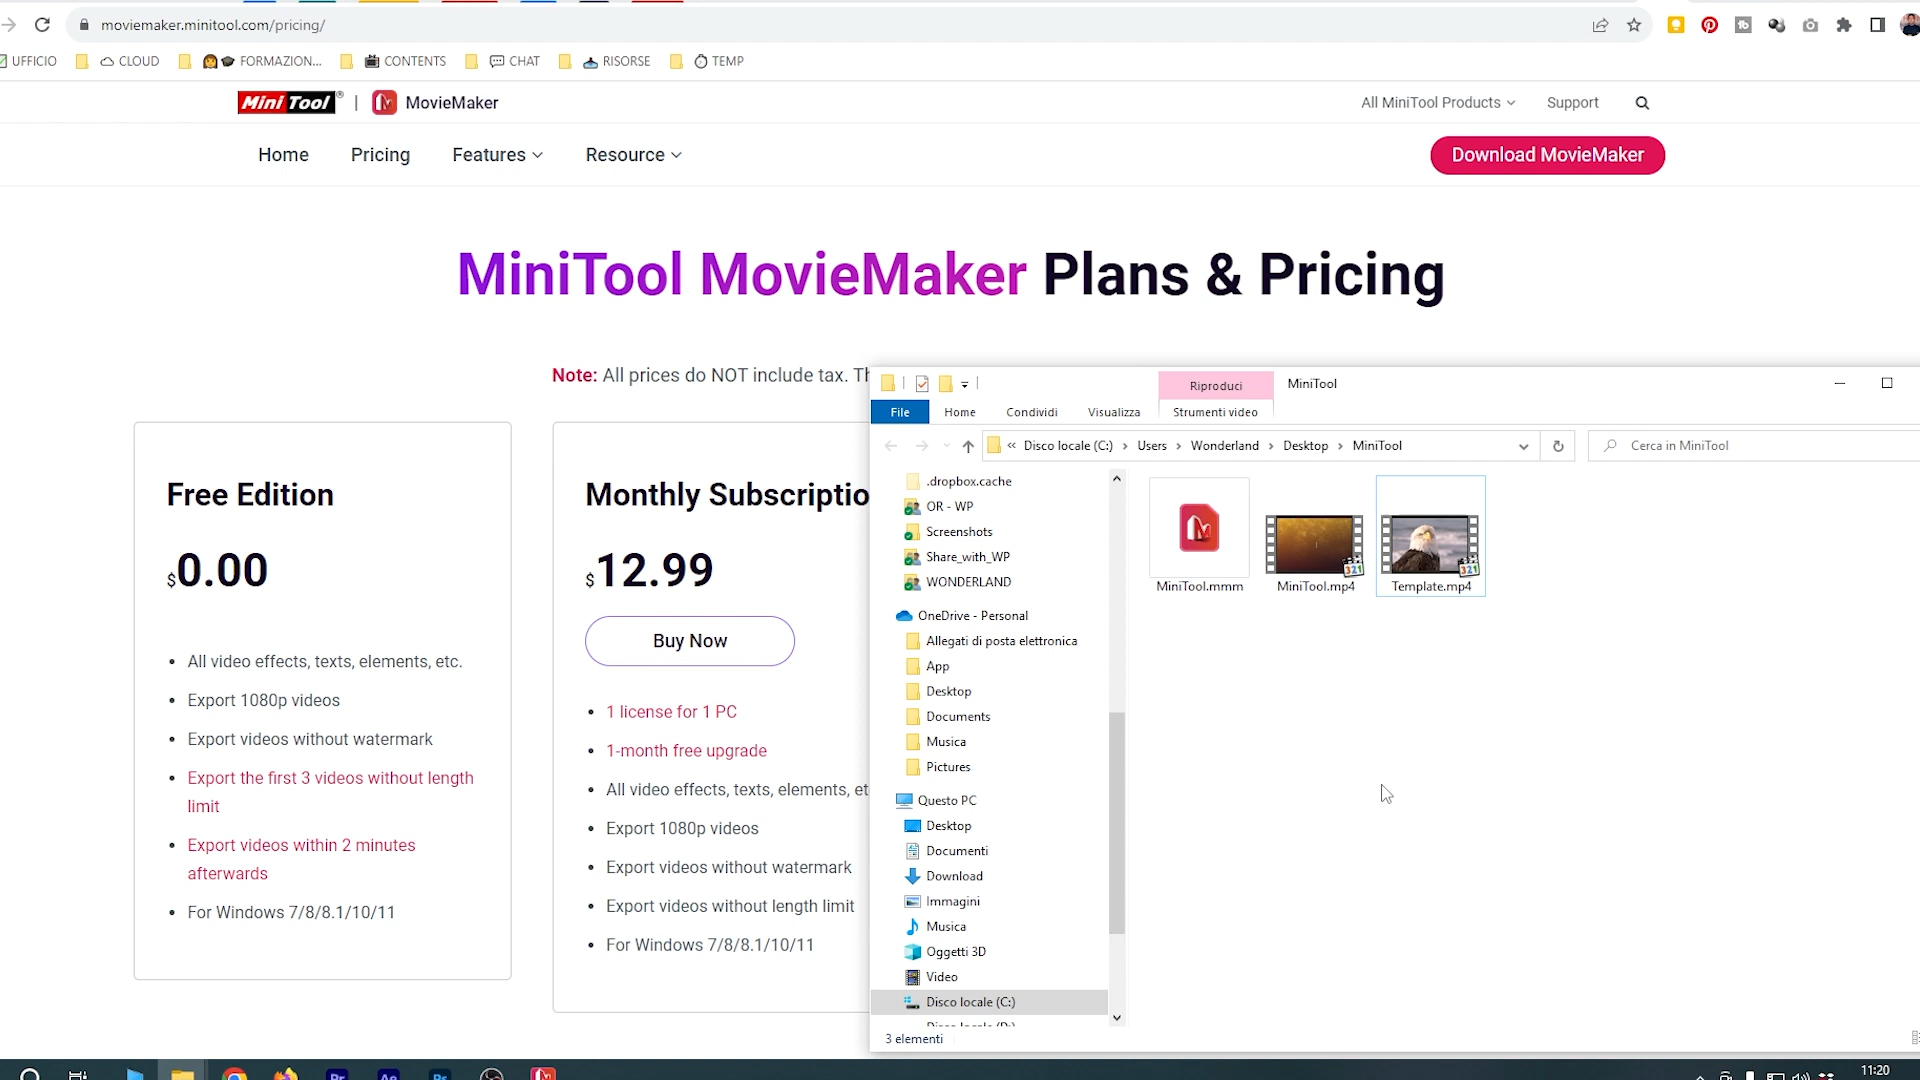 moviemaker.minitool.com/pricing/
UFFICIO CLOUD FORMAZION... CONTENTS CHAT RISORSE TEMP
Mini Tool® | MovieMaker
All MiniTool Products Support
Home Pricing Features Resource Download MovieMaker
MiniTool MovieMaker Plans & Pricing
Note: All prices do NOT include tax.
Free Edition
$0.00
All video effects, texts, elements, etc.
Export 1080p videos
Export videos without watermark
Export the first 3 videos without length
limit
Export videos within 2 minutes
afterwards
For Windows 7/8/8.1/10/11
Monthly Subscriptio
$12.99
Buy Now
1 license for 1 PC
1-month free upgrade
All video effects, texts, elements, et
Export 1080p videos
Export videos without watermark
Export videos without length limit
For Windows 7/8/8.1/10/11
Riproduci MiniTool
File Home Condividi Visualizza Strumenti video
« Disco locale (C:) › Users › Wonderland › Desktop › MiniTool
Cerca in MiniTool
.dropbox.cache
OR - WP
Screenshots
Share_with_WP
WONDERLAND
OneDrive - Personal
Allegati di posta elettronica
App
Desktop
Documents
Musica
Pictures
Questo PC
Desktop
Documenti
Download
Immagini
Musica
Oggetti 3D
Video
Disco locale (C:)
MiniTool.mmm MiniTool.mp4 Template.mp4
3 elementi
11:20